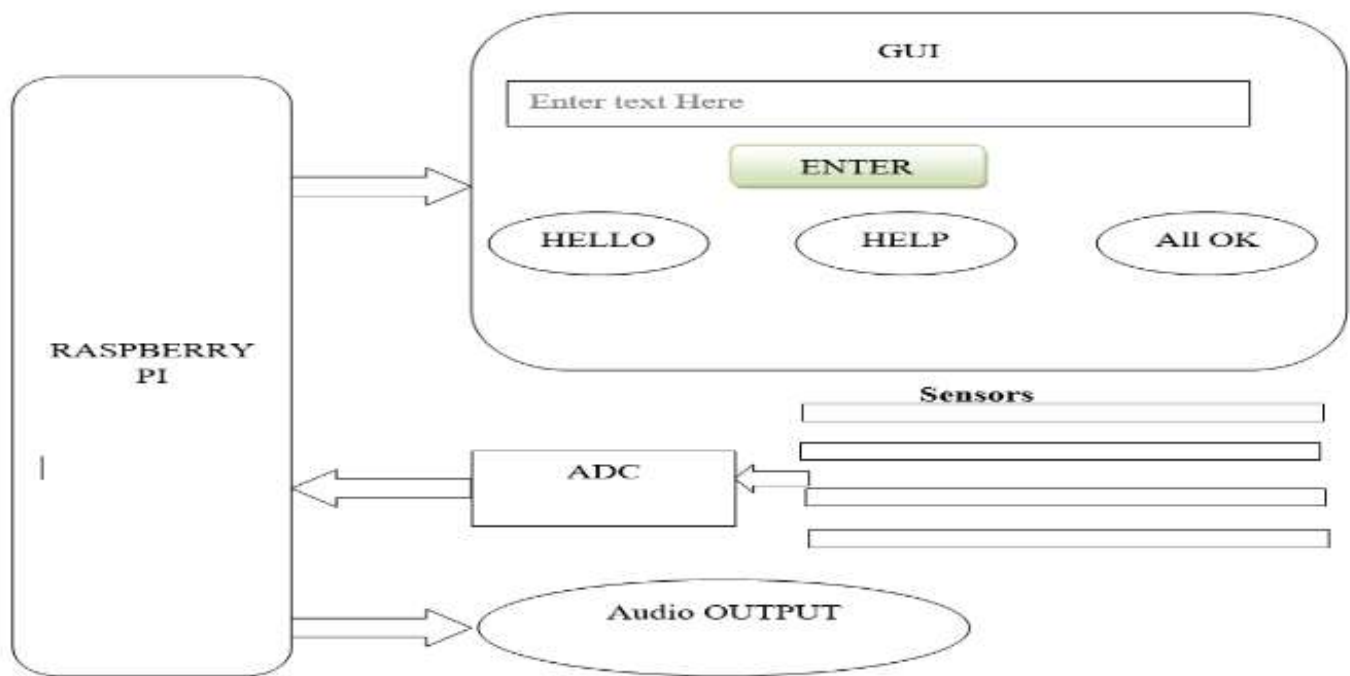 GUI
Enter text Here
ENTER
HELLO
HELP
All OK
RASPBERRY
PI
Sensors
ADC
Audio OUTPUT